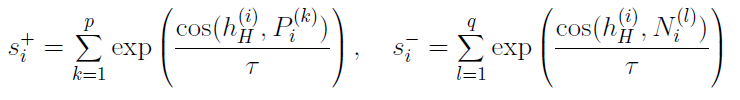 $s_i^+ = \sum_{k=1}^{p} \exp\left(\frac{\cos(h_H^{(i)}, P_i^{(k)})}{\tau}\right), \quad s_i^- = \sum_{l=1}^{q} \exp\left(\frac{\cos(h_H^{(i)}, N_i^{(l)})}{\tau}\right)$